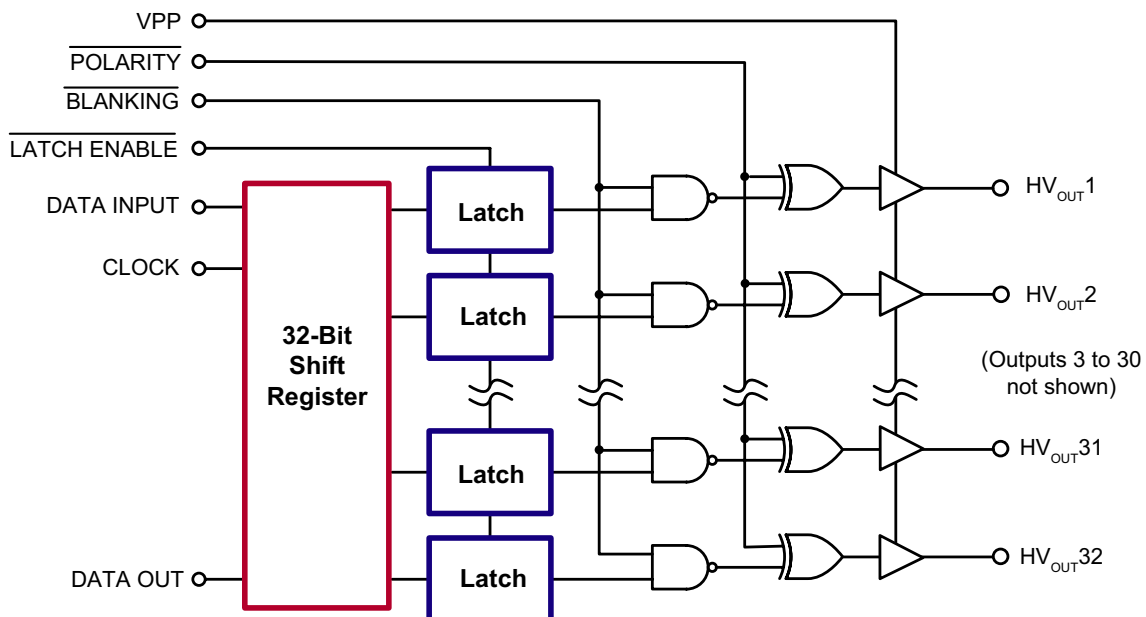 VPP
POLARITY
BLANKING
LATCH ENABLE
DATA INPUT
CLOCK
DATA OUT
32-Bit
Shift
Register
Latch
Latch
Latch
Latch
HVOUT1
HVOUT2
(Outputs 3 to 30
not shown)
HVOUT31
HVOUT32